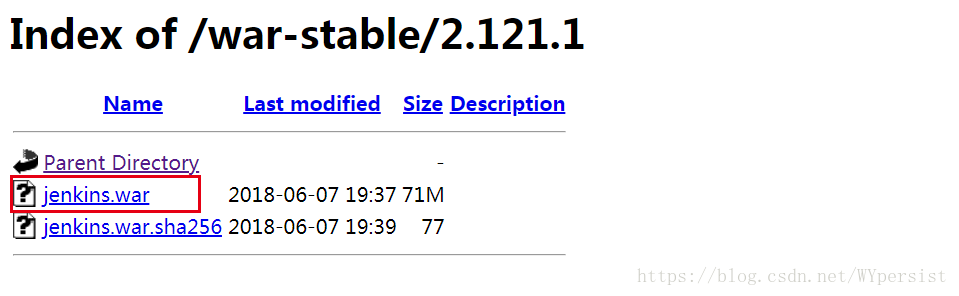 Index of /war-stable/2.121.1
Name Last modified Size Description
Parent Directory -
jenkins.war 2018-06-07 19:37 71M
jenkins.war.sha256 2018-06-07 19:39 77
https://blog.csdn.net/WYpersist